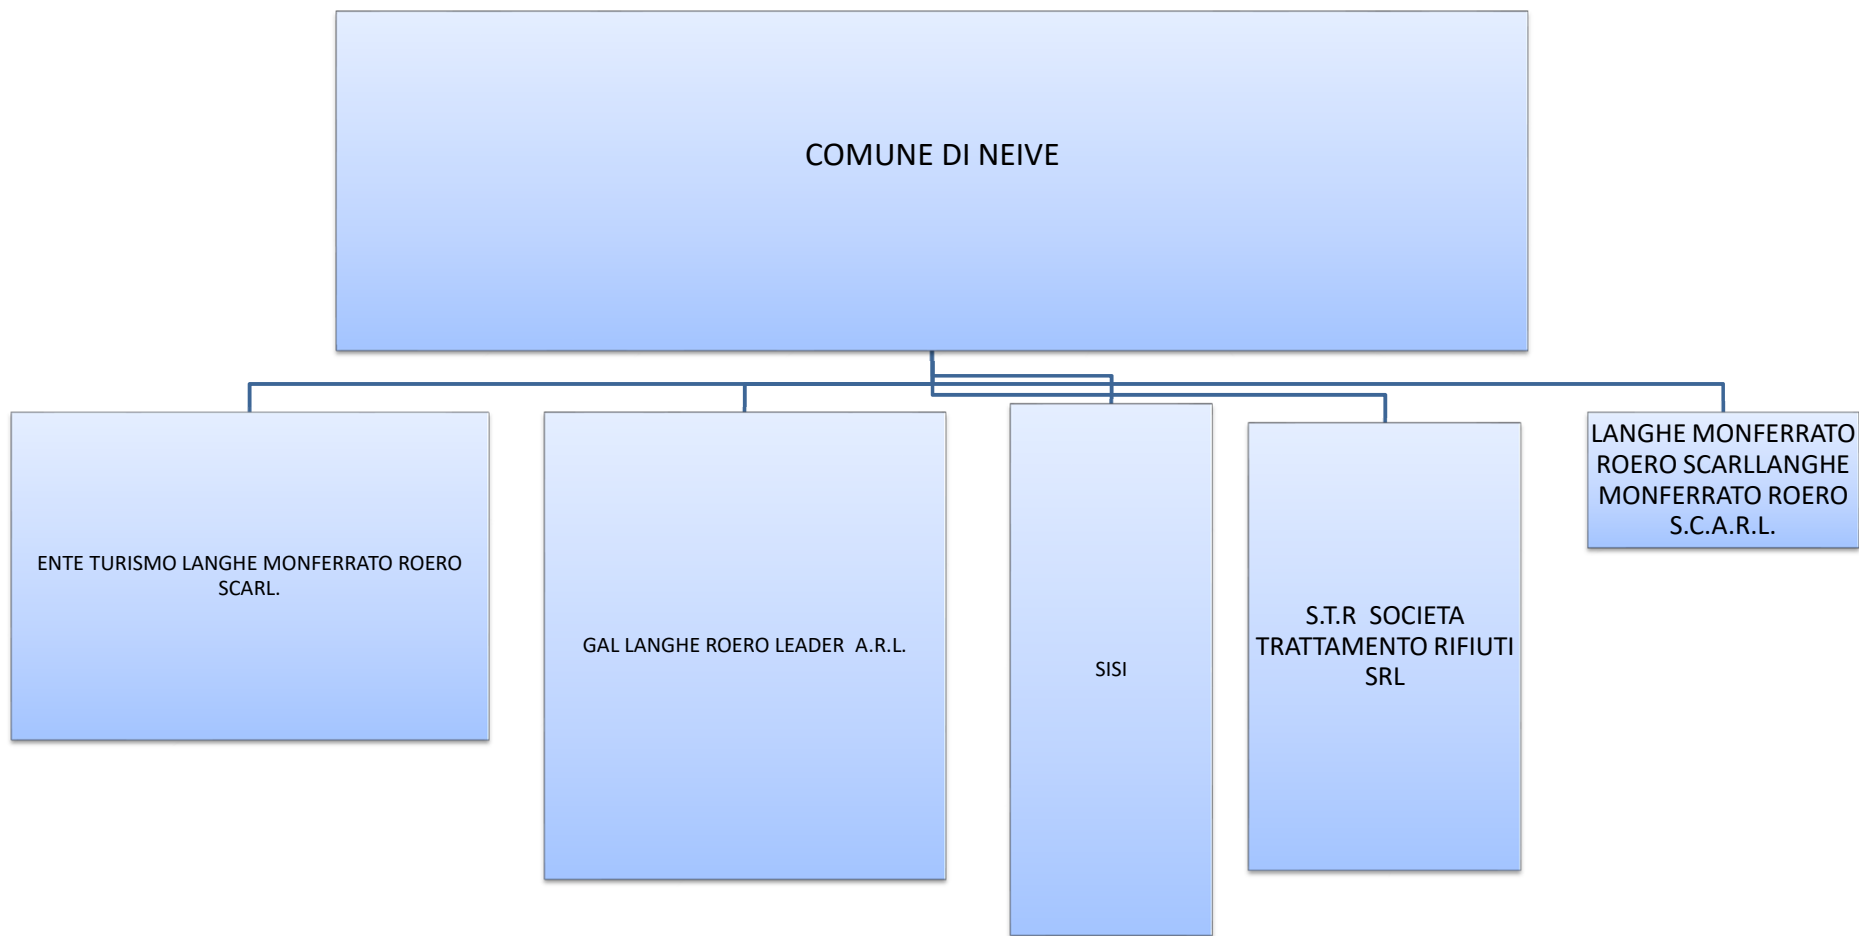 COMUNE DI NEIVE
ENTE TURISMO LANGHE MONFERRATO ROERO
SCARL.
GAL LANGHE ROERO LEADER  A.R.L.
SISI
S.T.R  SOCIETA
TRATTAMENTO RIFIUTI
SRL
LANGHE MONFERRATO
ROERO SCARLLANGHE
MONFERRATO ROERO
S.C.A.R.L.